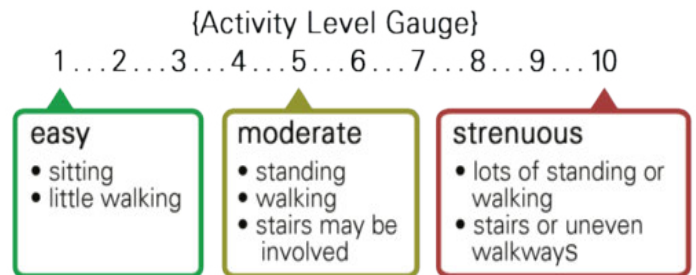 {Activity Level Gauge}
1...2...3...4...5...6...7...8...9...10
easy
• sitting
• little walking
moderate
• standing
• walking
• stairs may be
involved
strenuous
• lots of standing or
walking
• stairs or uneven
walkways